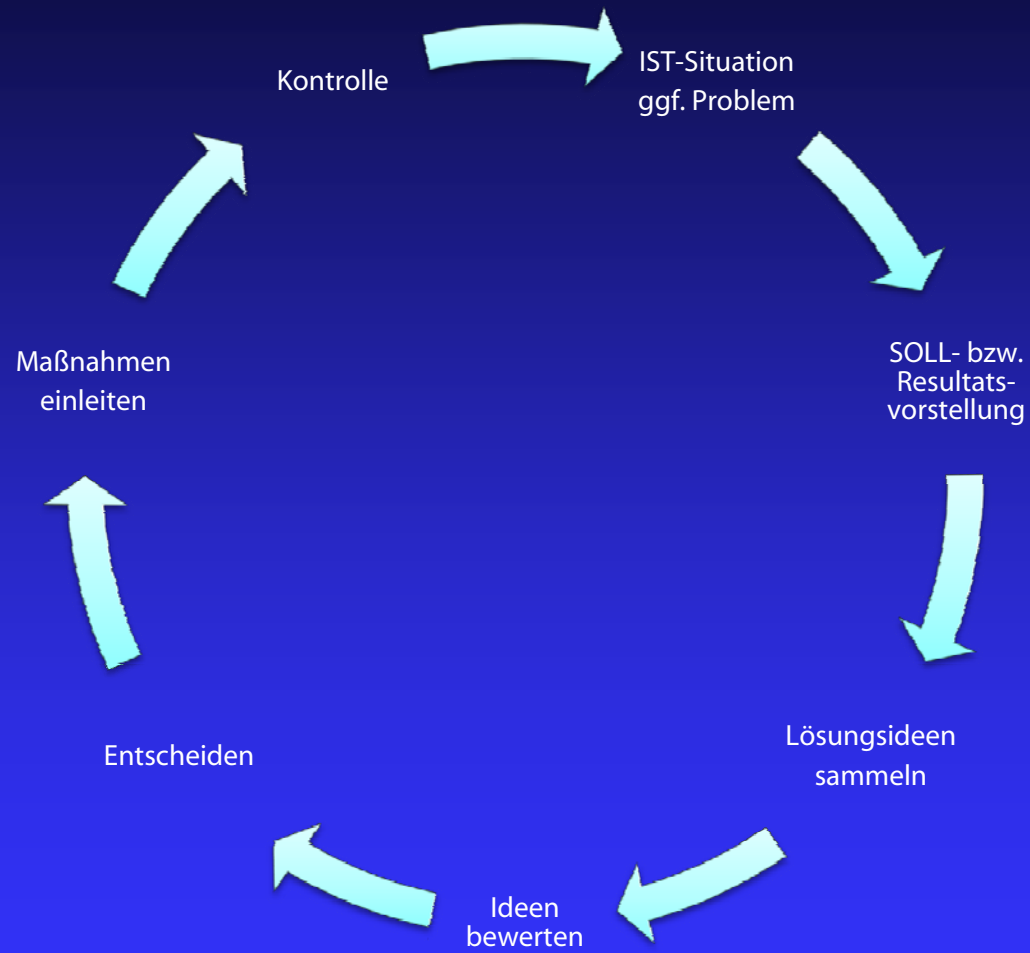 Kontrolle
IST-Situation
ggf. Problem
SOLL- bzw.
Resultats-
vorstellung
Lösungsideen
sammeln
Ideen
bewerten
Entscheiden
Maßnahmen
einleiten